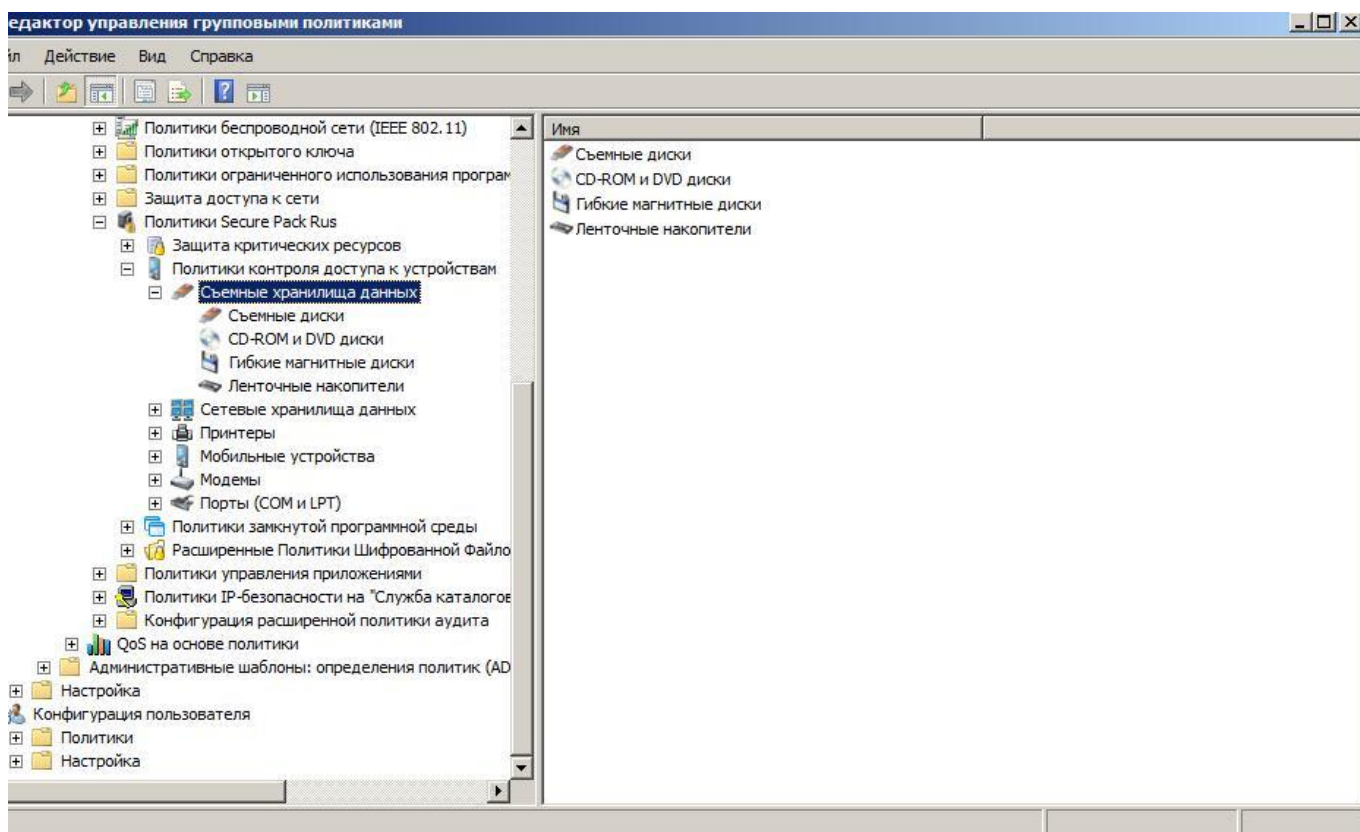 едактор управления групповыми политиками
йл Действие Вид Справка
Политики беспроводной сети (IEEE 802.11)
Политики открытого ключа
Политики ограниченного использования програм
Защита доступа к сети
Политики Secure Pack Rus
Защита критических ресурсов
Политики контроля доступа к устройствам
Съемные хранилища данных
Съемные диски
CD-ROM и DVD диски
Гибкие магнитные диски
Ленточные накопители
Сетевые хранилища данных
Принтеры
Мобильные устройства
Модемы
Порты (COM и LPT)
Политики замкнутой программной среды
Расширенные Политики Шифрованной Файло
Политики управления приложениями
Политики IP-безопасности на "Служба каталогов
Конфигурация расширенной политики аудита
QoS на основе политики
Административные шаблоны: определения политик (AD
Настройка
Конфигурация пользователя
Политики
Настройка
Имя
Съемные диски
CD-ROM и DVD диски
Гибкие магнитные диски
Ленточные накопители